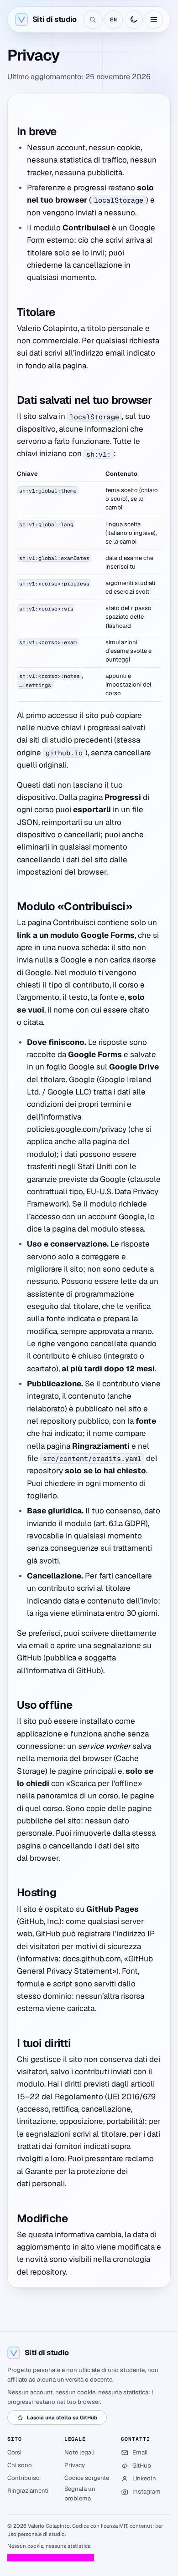 Siti di studio
EN
Privacy
Ultimo aggiornamento: 25 novembre 2026
In breve
• Nessun account, nessun cookie,
nessuna statistica di traffico, nessun
tracker, nessuna pubblicità.
• Preferenze e progressi restano solo
nel tuo browser ( localStorage ) e
non vengono inviati a nessuno.
• Il modulo Contribuisci è un Google
Form esterno: ciò che scrivi arriva al
titolare solo se lo invii; puoi
chiederne la cancellazione in
qualsiasi momento.
Titolare
Valerio Colapinto, a titolo personale e
non commerciale. Per qualsiasi richiesta
sui dati scrivi all'indirizzo email indicato
in fondo alla pagina.
Dati salvati nel tuo browser
Il sito salva in localStorage, sul tuo
dispositivo, alcune informazioni che
servono a farlo funzionare. Tutte le
chiavi iniziano con sh:v1: :
Chiave Contenuto
sh:v1:global:theme tema scelto (chiaro
o scuro), se lo
cambi
sh:v1:global:lang lingua scelta
(italiano o inglese),
se la cambi
sh:v1:global:examDates date d'esame che
inserisci tu
sh:v1:<corso>:progress argomenti studiati
ed esercizi svolti
sh:v1:<corso>:srs stato del ripasso
spaziato delle
flashcard
sh:v1:<corso>:exam simulazioni
d'esame svolte e
punteggi
sh:v1:<corso>:notes, appunti e
…:settings impostazioni del
corso
Al primo accesso il sito può copiare
nelle nuove chiavi i progressi salvati
dai siti di studio precedenti (stessa
origine github.io ), senza cancellare
quelli originali.
Questi dati non lasciano il tuo
dispositivo. Dalla pagina Progressi di
ogni corso puoi esportarli in un file
JSON, reimportarli su un altro
dispositivo o cancellarli; puoi anche
eliminarli in qualsiasi momento
cancellando i dati del sito dalle
impostazioni del browser.
Modulo «Contribuisci»
La pagina Contribuisci contiene solo un
link a un modulo Google Forms, che si
apre in una nuova scheda: il sito non
invia nulla a Google e non carica risorse
di Google. Nel modulo ti vengono
chiesti il tipo di contributo, il corso e
l'argomento, il testo, la fonte e, solo
se vuoi, il nome con cui essere citato
o citata.
• Dove finiscono. Le risposte sono
raccolte da Google Forms e salvate
in un foglio Google sul Google Drive
del titolare. Google (Google Ireland
Ltd. / Google LLC) tratta i dati alle
condizioni dei propri termini e
dell'informativa
policies.google.com/privacy (che si
applica anche alla pagina del
modulo); i dati possono essere
trasferiti negli Stati Uniti con le
garanzie previste da Google (clausole
contrattuali tipo, EU-U.S. Data Privacy
Framework). Se il modulo richiede
l'accesso con un account Google, lo
dice la pagina del modulo stessa.
• Uso e conservazione. Le risposte
servono solo a correggere e
migliorare il sito; non sono cedute a
nessuno. Possono essere lette da un
assistente di programmazione
eseguito dal titolare, che le verifica
sulla fonte indicata e prepara la
modifica, sempre approvata a mano.
Le righe vengono cancellate quando
il contributo è chiuso (integrato o
scartato), al più tardi dopo 12 mesi.
• Pubblicazione. Se il contributo viene
integrato, il contenuto (anche
rielaborato) è pubblicato nel sito e
nel repository pubblico, con la fonte
che hai indicato; il nome compare
nella pagina Ringraziamenti e nel
file src/content/credits.yaml del
repository solo se lo hai chiesto.
Puoi chiedere in ogni momento di
toglierlo.
• Base giuridica. Il tuo consenso, dato
inviando il modulo (art. 6.1.a GDPR),
revocabile in qualsiasi momento
senza conseguenze sui trattamenti
già svolti.
• Cancellazione. Per farti cancellare
un contributo scrivi al titolare
indicando data e contenuto dell'invio:
la riga viene eliminata entro 30 giorni.
Se preferisci, puoi scrivere direttamente
via email o aprire una segnalazione su
GitHub (pubblica e soggetta
all'informativa di GitHub).
Uso offline
Il sito può essere installato come
applicazione e funziona anche senza
connessione: un service worker salva
nella memoria del browser (Cache
Storage) le pagine principali e, solo se
lo chiedi con «Scarica per l'offline»
nella panoramica di un corso, le pagine
di quel corso. Sono copie delle pagine
pubbliche del sito: nessun dato
personale. Puoi rimuoverle dalla stessa
pagina o cancellando i dati del sito
dal browser.
Hosting
Il sito è ospitato su GitHub Pages
(GitHub, Inc.): come qualsiasi server
web, GitHub può registrare l'indirizzo IP
dei visitatori per motivi di sicurezza
(informativa: docs.github.com, «GitHub
General Privacy Statement»). Font,
formule e script sono serviti dallo
stesso dominio: nessun'altra risorsa
esterna viene caricata.
I tuoi diritti
Chi gestisce il sito non conserva dati dei
visitatori, salvo i contributi inviati con il
modulo. Hai i diritti previsti dagli articoli
15–22 del Regolamento (UE) 2016/679
(accesso, rettifica, cancellazione,
limitazione, opposizione, portabilità): per
le segnalazioni scrivi al titolare, per i dati
trattati dai fornitori indicati sopra
rivolgiti a loro. Puoi presentare reclamo
al Garante per la protezione dei
dati personali.
Modifiche
Se questa informativa cambia, la data di
aggiornamento in alto viene modificata e
le novità sono visibili nella cronologia
del repository.
Siti di studio
Progetto personale e non ufficiale di uno studente, non
affiliato ad alcuna università o docente.
Nessun account, nessun cookie, nessuna statistica: i
progressi restano nel tuo browser.
Lascia una stella su GitHub
SITO LEGALE CONTATTI
Corsi Note legali Email
Chi sono Privacy GitHub
Contribuisci Codice sorgente LinkedIn
Ringraziamenti Segnala un
problema Instagram
© 2026 Valerio Colapinto. Codice con licenza MIT; contenuti per
uso personale di studio.
Nessun cookie, nessuna statistica.